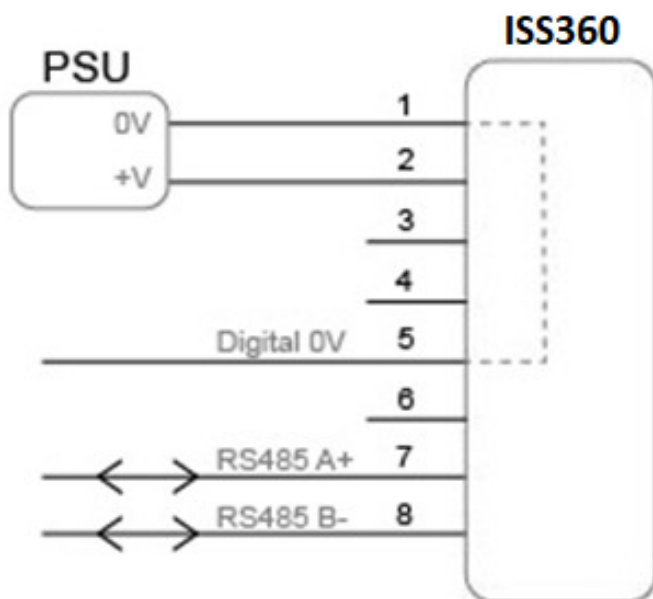 ISS360
PSU
0V
+V
1
2
3
4
Digital 0V 5
6
RS485 A+ 7
RS485 B- 8